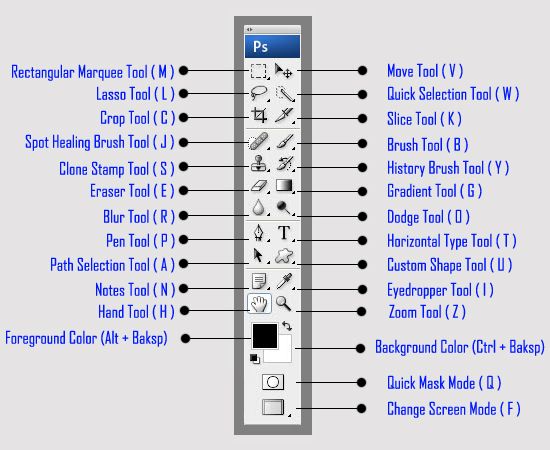 Ps
Rectangular Marquee Tool ( M )
Move Tool ( V )
Lasso Tool ( L )
Quick Selection Tool ( W )
Crop Tool ( C )
Slice Tool ( K )
Spot Healing Brush Tool ( J )
Brush Tool ( B )
Clone Stamp Tool ( S )
History Brush Tool ( Y )
Eraser Tool ( E )
Gradient Tool ( G )
Blur Tool ( R )
Dodge Tool ( O )
Pen Tool ( P )
Horizontal Type Tool ( T )
Path Selection Tool ( A )
Custom Shape Tool ( U )
Notes Tool ( N )
Eyedropper Tool ( I )
Hand Tool ( H )
Zoom Tool ( Z )
Foreground Color (Alt + Baksp)
Background Color (Ctrl + Baksp)
Quick Mask Mode ( Q )
Change Screen Mode ( F )